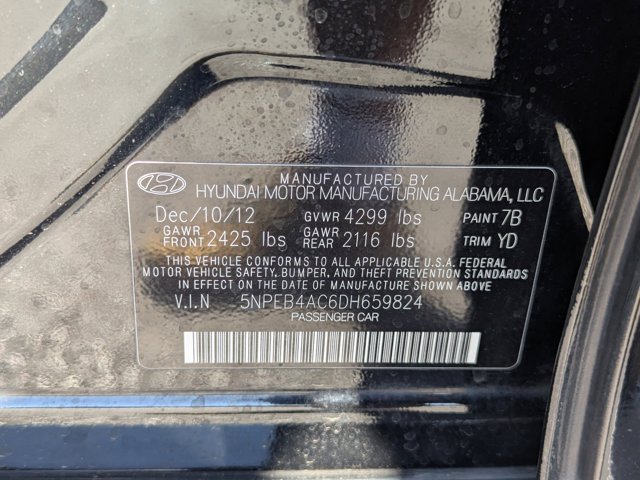 MANUFACTURED BY
HYUNDAI MOTOR MANUFACTURING ALABAMA, LLC
Dec/10/12 GVWR 4299 lbs PAINT 7B
GAWR FRONT 2425 lbs GAWR REAR 2116 lbs TRIM YD
THIS VEHICLE CONFORMS TO ALL APPLICABLE U.S.A. FEDERAL
MOTOR VEHICLE SAFETY, BUMPER, AND THEFT PREVENTION STANDARDS
IN EFFECT ON THE DATE OF MANUFACTURE SHOWN ABOVE.
V.I.N 5NPEB4AC6DH659824
PASSENGER CAR